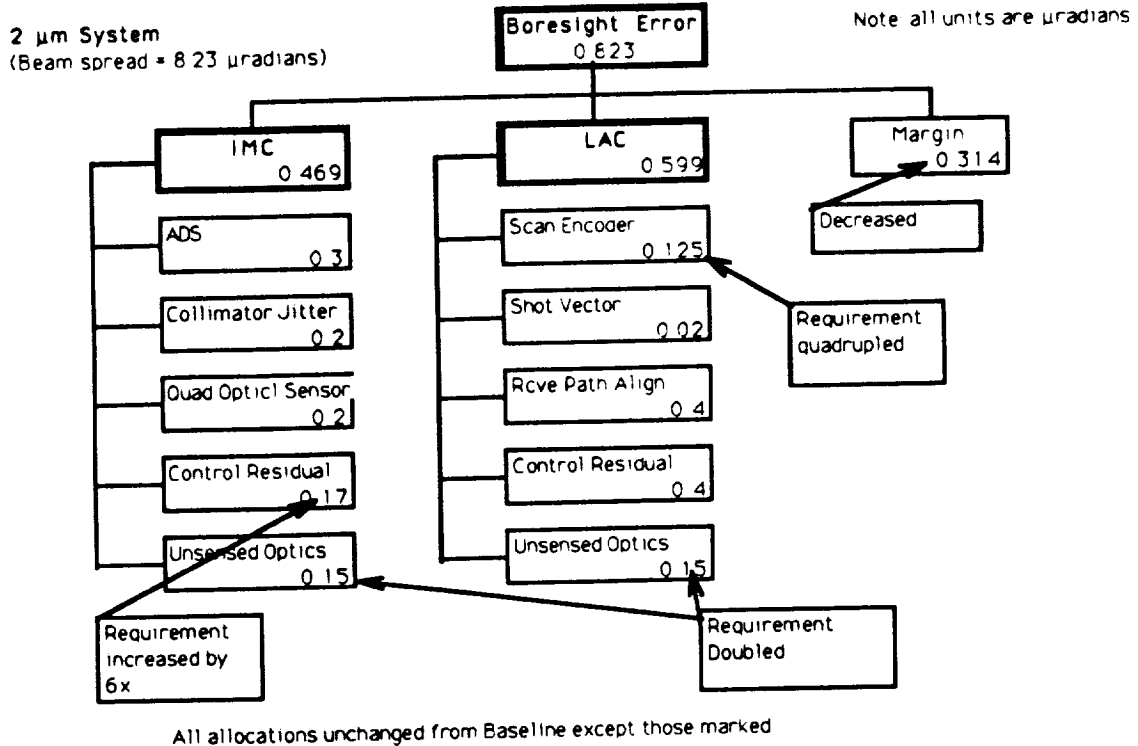 2 μm System
(Beam spread = 8 23 μradians)
Note all units are μradians
Boresight Error
0 823
IMC
0 469
ADS
0 3
Collimator Jitter
0 2
Quad Opticl Sensor
0 2
Control Residual
0 17
Unsensed Optics
0 15
Requirement
increased by
6x
LAC
0 599
Scan Encoder
0 125
Shot Vector
0 02
Rcve Path Align
0 4
Control Residual
0 4
Unsensed Optics
0 15
Requirement
Doubled
Margin
0 314
Decreased
Requirement
quadrupled
All allocations unchanged from Baseline except those marked